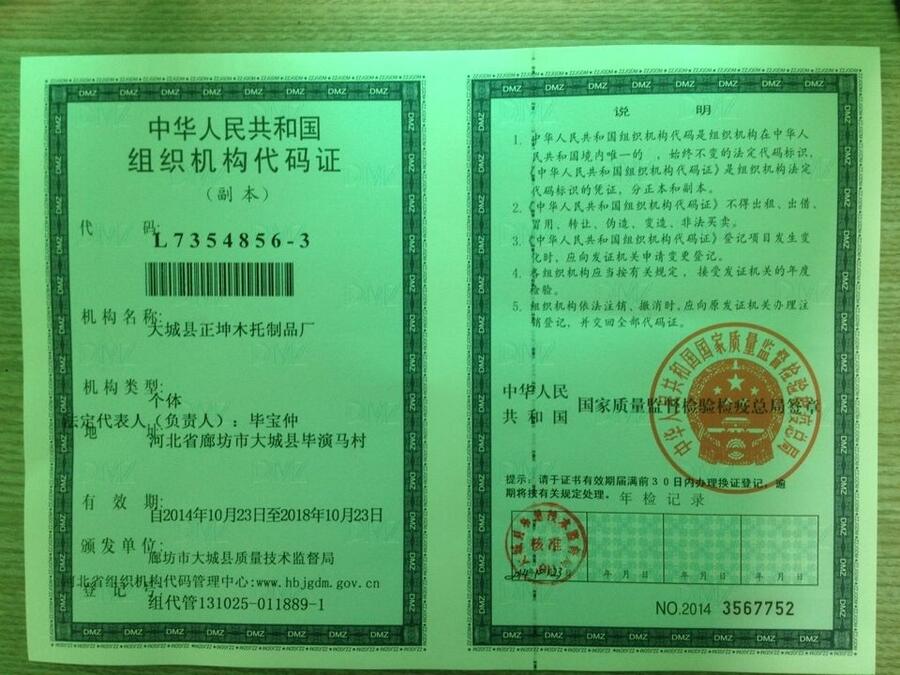 中华人民共和国
组织机构代码证
（副本）
代 码:
L7354856-3
机构名称:
大城县正坤木托制品厂
机构类型:
个体
法定代表人（负责人）：毕宝仲
地 址:
河北省廊坊市大城县毕演马村
有 效 期:
自2014年10月23日至2018年10月23日
颁发单位:
廊坊市大城县质量技术监督局
河北省组织机构代码管理中心:www.hbjgdm.gov.cn
登 记 号
组代管131025-011889-1
说 明
1. 中华人民共和国组织机构代码是组织机构在中华人
民共和国境内唯一的 ，始终不变的法定代码标识，
《中华人民共和国组织机构代码证》是组织机构法定
代码标识的凭证，分正本和副本。
2. 《中华人民共和国组织机构代码证》不得出租、出借、
冒用、转让、伪造、变造、非法买卖。
3. 《中华人民共和国组织机构代码证》登记项目发生变
化时，应向发证机关申请变更登记。
4. 各组织机构应当按有关规定，接受发证机关的年度
检验。
5. 组织机构依法注销、撤消时，应向原发证机关办理注
销登记，并交回全部代码证。
中华人民
共和国 国家质量监督检验检疫总局签章
中华人民共和国国家质量监督检验检疫总局
提示：请于证书有效期届满前30日内办理换证登记，逾
期将按有关规定处理。
年检记录
核准
年 月 日 年 月 日 年 月 日
NO.2014 3567752